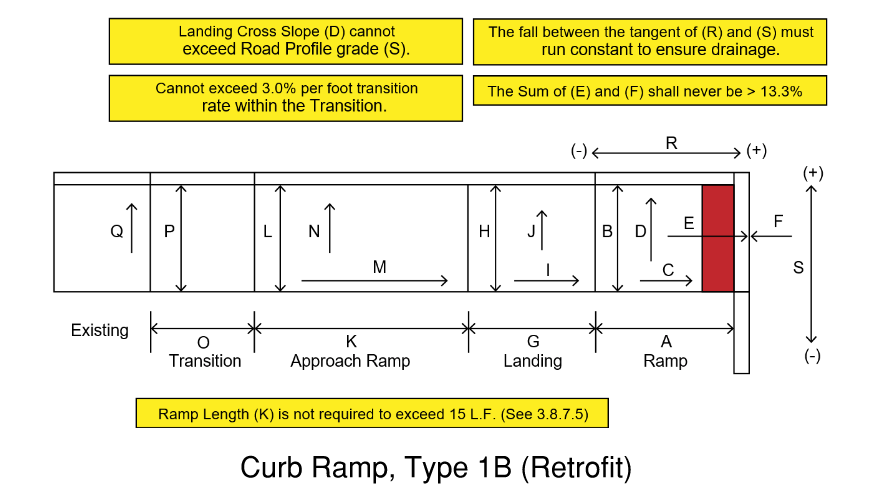 Landing Cross Slope (D) cannot
exceed Road Profile grade (S).
The fall between the tangent of (R) and (S) must
run constant to ensure drainage.
Cannot exceed 3.0% per foot transition
rate within the Transition.
The Sum of (E) and (F) shall never be > 13.3%
(-) R (+)
(+)
Q P L N H J B D E F
M I C S
Existing
O K G A
Transition Approach Ramp Landing Ramp
(-)
Ramp Length (K) is not required to exceed 15 L.F. (See 3.8.7.5)
Curb Ramp, Type 1B (Retrofit)